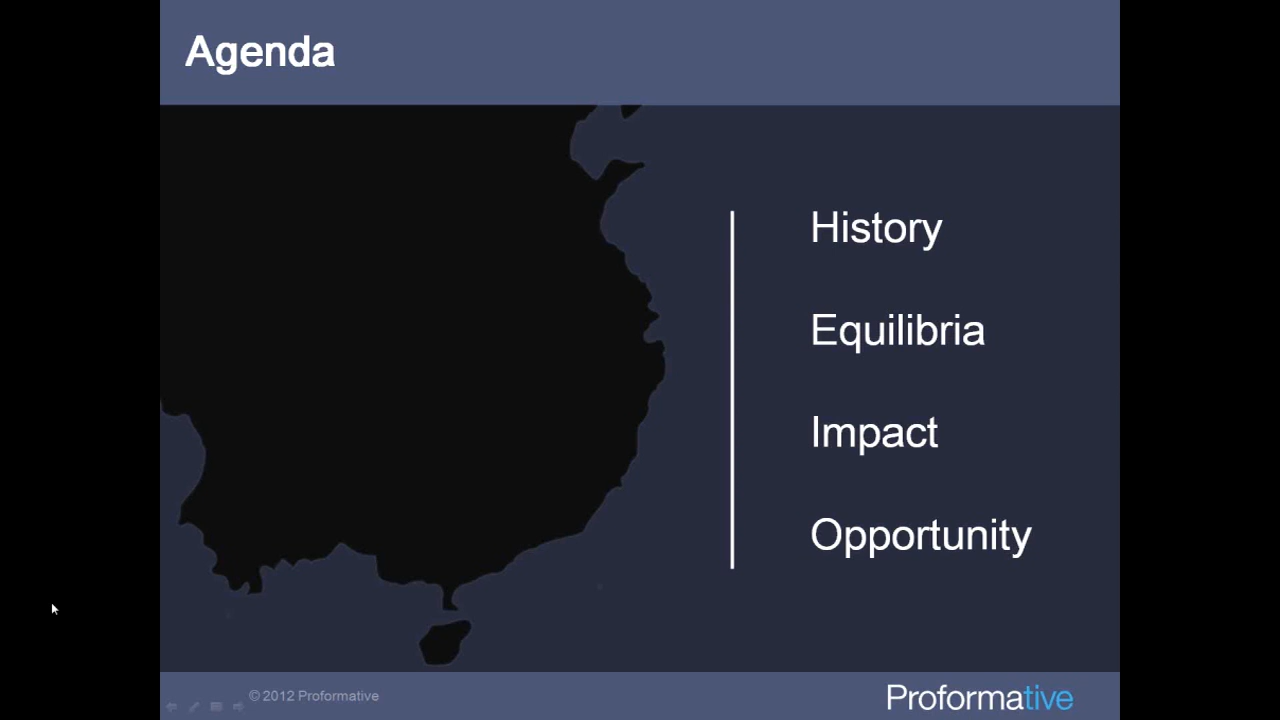 Agenda
History
Equilibria
Impact
Opportunity
© 2012 Proformative
Proformative